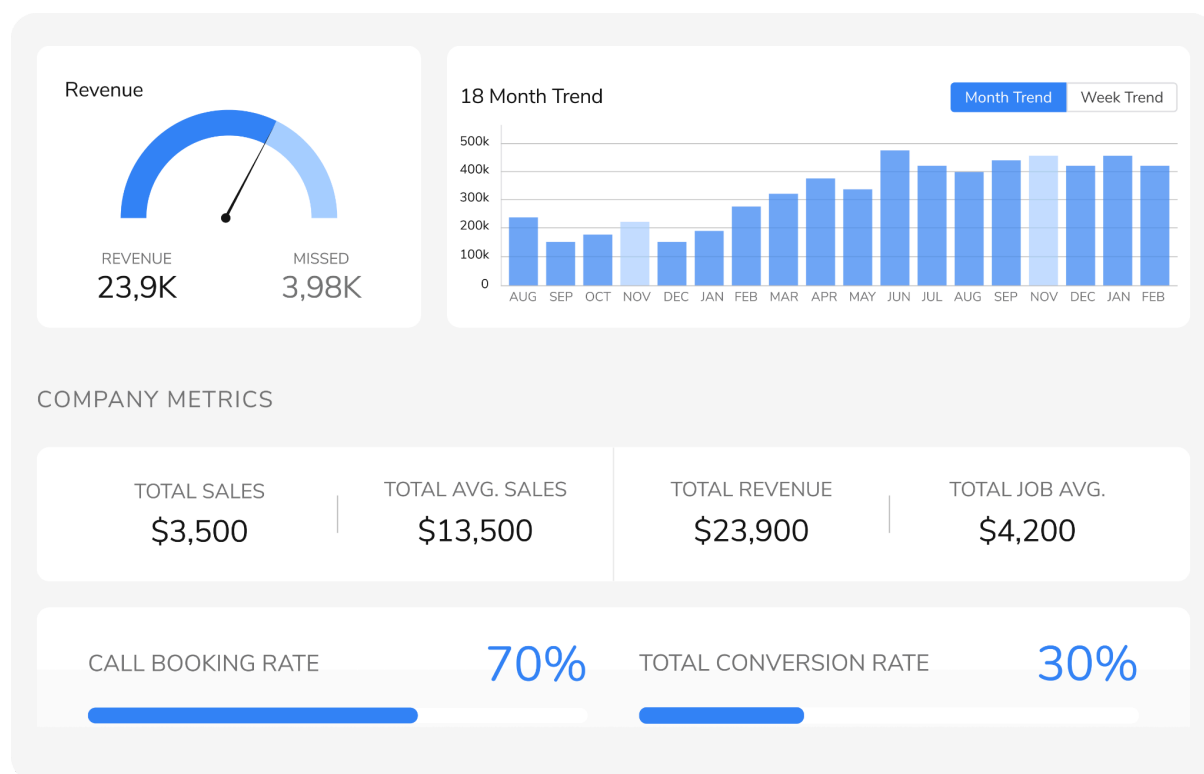 Revenue
REVENUE
23,9K
MISSED
3,98K
18 Month Trend
Month Trend
Week Trend
500k
400k
300k
200k
100k
0
AUG SEP OCT NOV DEC JAN FEB MAR APR MAY JUN JUL AUG SEP NOV DEC JAN FEB
COMPANY METRICS
TOTAL SALES
$3,500
TOTAL AVG. SALES
$13,500
TOTAL REVENUE
$23,900
TOTAL JOB AVG.
$4,200
CALL BOOKING RATE
70%
TOTAL CONVERSION RATE
30%